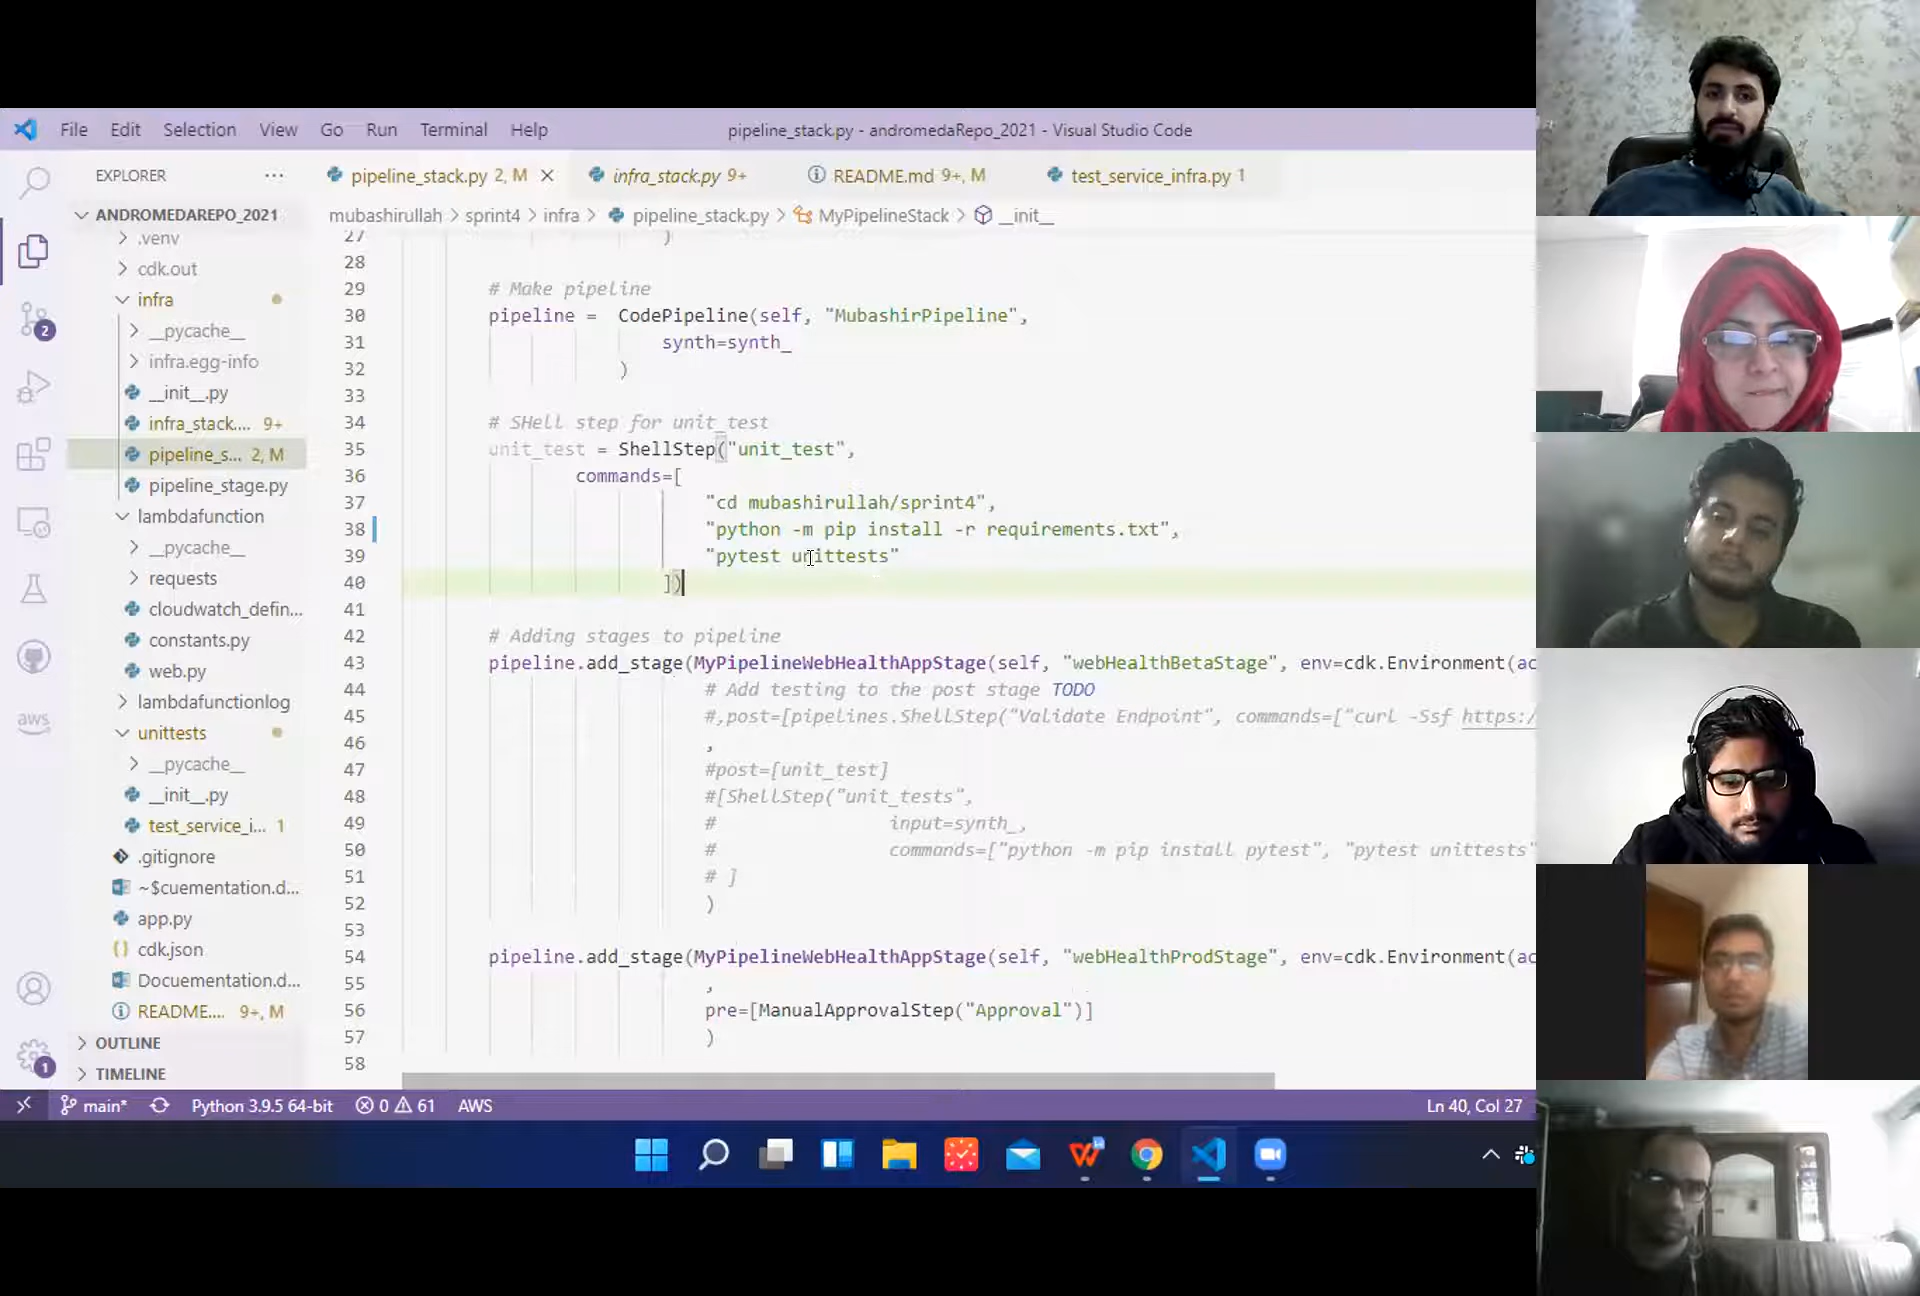 File Edit Selection View Go Run Terminal Help
pipeline_stack.py - andromedaRepo_2021 - Visual Studio Code
EXPLORER ···
pipeline_stack.py 2, M
infra_stack.py 9+
README.md 9+, M
test_service_infra.py 1
ANDROMEDAREPO_2021
mubashirullah > sprint4 > infra > pipeline_stack.py > MyPipelineStack > __init__
.venv
cdk.out
infra
__pycache__
infra.egg-info
__init__.py
infra_stack.... 9+
pipeline_s... 2, M
pipeline_stage.py
lambdafunction
__pycache__
requests
cloudwatch_defin...
constants.py
web.py
lambdafunctionlog
unittests
__pycache__
__init__.py
test_service_i... 1
.gitignore
~$cuementation.d...
app.py
cdk.json
Docuementation.d...
README.... 9+, M
OUTLINE
TIMELINE
2
aws
1
27 )
28
29 # Make pipeline
30 pipeline = CodePipeline(self, "MubashirPipeline",
31 synth=synth_
32 )
33
34 # SHell step for unit_test
35 unit_test = ShellStep("unit_test",
36 commands=[
37 "cd mubashirullah/sprint4",
38 "python -m pip install -r requirements.txt",
39 "pytest unittests"
40 ])
41
42 # Adding stages to pipeline
43 pipeline.add_stage(MyPipelineWebHealthAppStage(self, "webHealthBetaStage", env=cdk.Environment(ac
44 # Add testing to the post stage TODO
45 #,post=[pipelines.ShellStep("Validate Endpoint", commands=["curl -Ssf https:/
46 ,
47 #post=[unit_test]
48 #[ShellStep("unit_tests",
49 # input=synth_,
50 # commands=["python -m pip install pytest", "pytest unittests"
51 # ]
52 )
53
54 pipeline.add_stage(MyPipelineWebHealthAppStage(self, "webHealthProdStage", env=cdk.Environment(ac
55 ,
56 pre=[ManualApprovalStep("Approval")]
57 )
58
main* Python 3.9.5 64-bit 0 61 AWS
Ln 40, Col 27